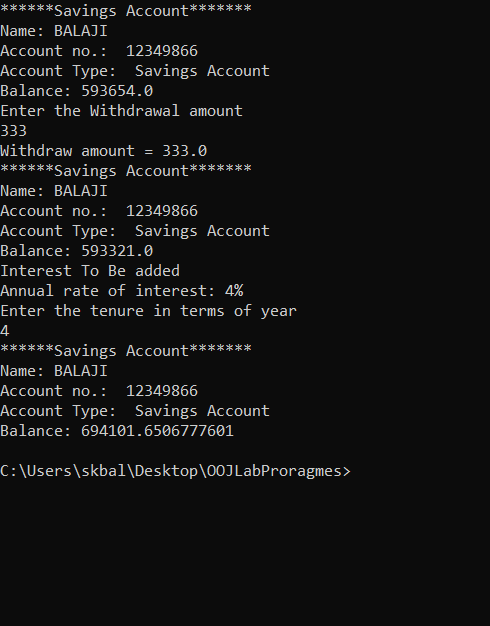 ******Savings Account*******
Name: BALAJI
Account no.:  12349866
Account Type:  Savings Account
Balance: 593654.0
Enter the Withdrawal amount
333
Withdraw amount = 333.0
******Savings Account*******
Name: BALAJI
Account no.:  12349866
Account Type:  Savings Account
Balance: 593321.0
Interest To Be added
Annual rate of interest: 4%
Enter the tenure in terms of year
4
******Savings Account*******
Name: BALAJI
Account no.:  12349866
Account Type:  Savings Account
Balance: 694101.6506777601
C:\Users\skbal\Desktop\OOJLabProragmes>